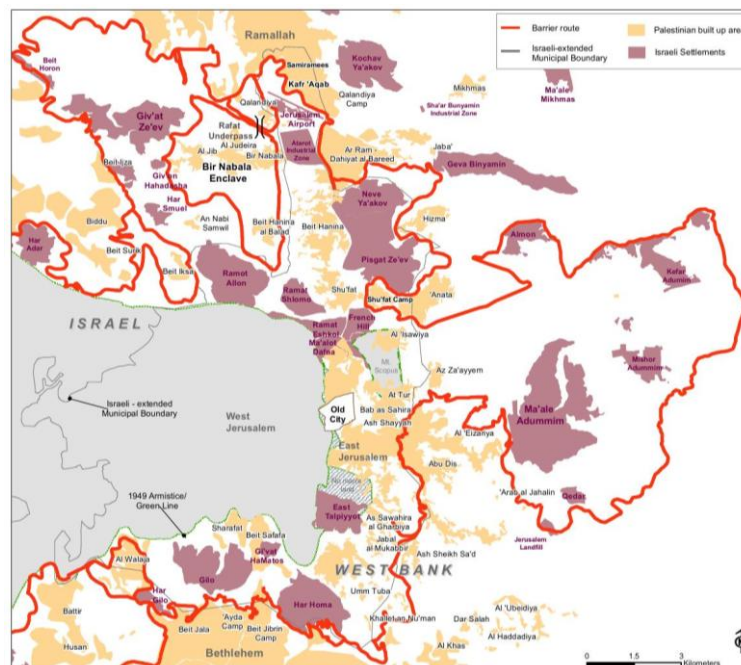 Barrier route
Israeli-extended
Municipal Boundary
Palestinian built up area
Israeli Settlements
Ramallah
Beit
Horon
Samiramees
Kafr 'Aqab
Kochav
Ya'akov
Qalandiya
Camp
Mikhmas
Ma'ale
Mikhmas
Sha'ar Bunyamin
Industrial Zone
Giv'at
Ze'ev
Qalandiya
Jerusalem
Airport
Rafat
Underpass
Atarot
Industrial
Zone
Al Judeira
Al Jib
Bir Nabala
Bir Nabala
Enclave
Ar Ram -
Dahiyat al Bareed
Jaba'
Geva Binyamin
Beit-Ijza
Giv'on
Hahadasha
Har
Smuel
Neve
Ya'akov
Biddu
An Nabi
Samwil
Beit Hanina
al Balad
Beit Hanina
Hizma
Har
Adar
Beit Surik
Beit Iksa
Almon
Pisgat Ze'ev
Kefar
Adumim
Ramot
Allon
Ramat
Shlomo
Shu'fat
Shu'fat Camp
'Anata
ISRAEL
Ramat
Eshkol
Ma'alot
Dafna
French
Hill
Al 'Isawiya
Mt.
Scopus
Az Za'ayyem
Mishor
Adummim
Israeli - extended
Municipal Boundary
West
Jerusalem
Old
City
At Tur
Bab as Sahira
Ash Shayyah
Ma'ale
Adummim
East
Jerusalem
Al 'Eizariya
Abu Dis
No man's
land
'Arab al Jahalin
Qedar
1949 Armistice/
Green Line
East
Talpiyyot
As Sawahira
al Gharbiya
Jabal
al Mukabbir
Jerusalem
Landfill
Sharafat
Beit Safafa
Giv'at
HaMatos
Ash Sheikh Sa'd
Al Walaja
Gilo
WEST BANK
Har
Gilo
Har Homa
Umm Tuba
Battir
Khallet an Nu'man
Al 'Ubeidiya
Dar Salah
Al Haddadiya
Husan
Beit Jala
'Ayda
Camp
Beit Jibrin
Camp
Al Khas
Bethlehem
0 1.5 3
Kilometers